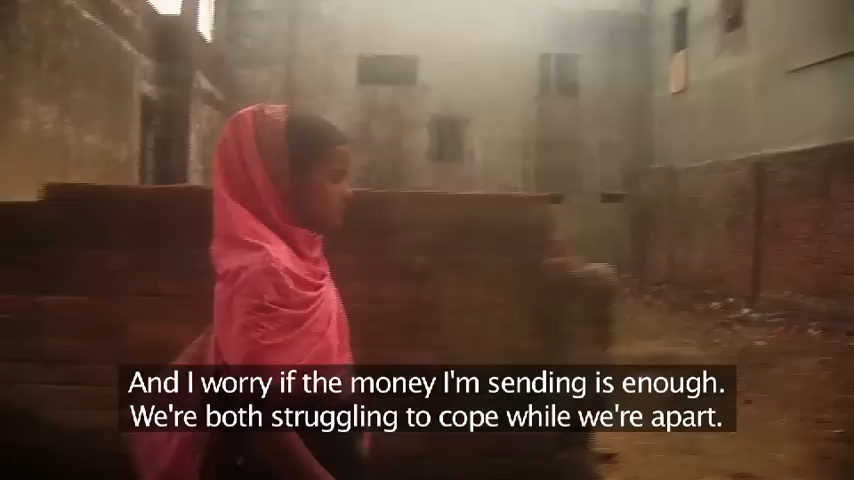 And I worry if the money I'm sending is enough.
We're both struggling to cope while we're apart.